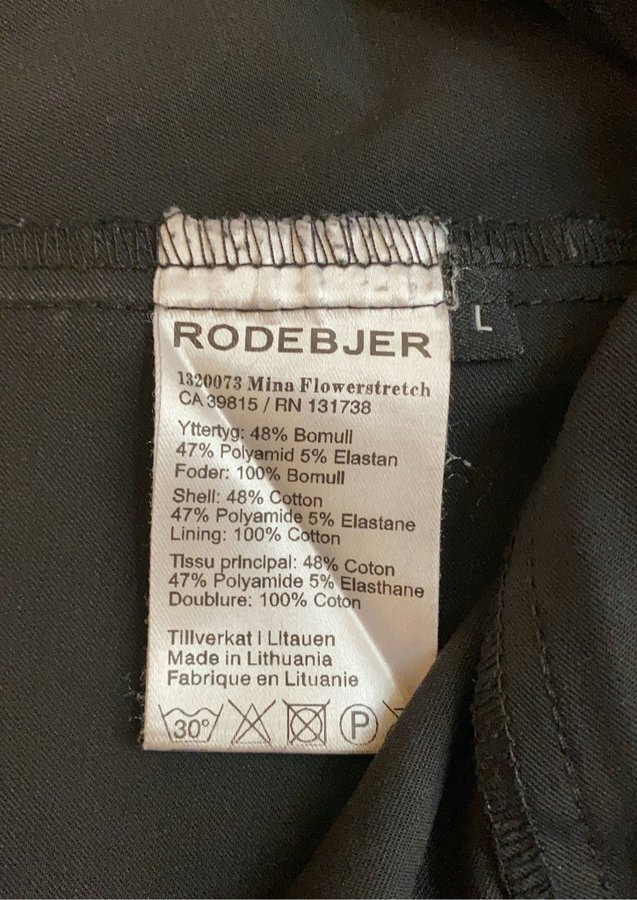 RODEBJER
L
1320073 Mina Flowerstretch
CA 39815 / RN 131738
Yttertyg: 48% Bomull
47% Polyamid 5% Elastan
Foder: 100% Bomull
Shell: 48% Cotton
47% Polyamide 5% Elastane
Lining: 100% Cotton
Tissu principal: 48% Coton
47% Polyamide 5% Elasthane
Doublure: 100% Coton
Tillverkat i Litauen
Made in Lithuania
Fabrique en Lituanie
30° P